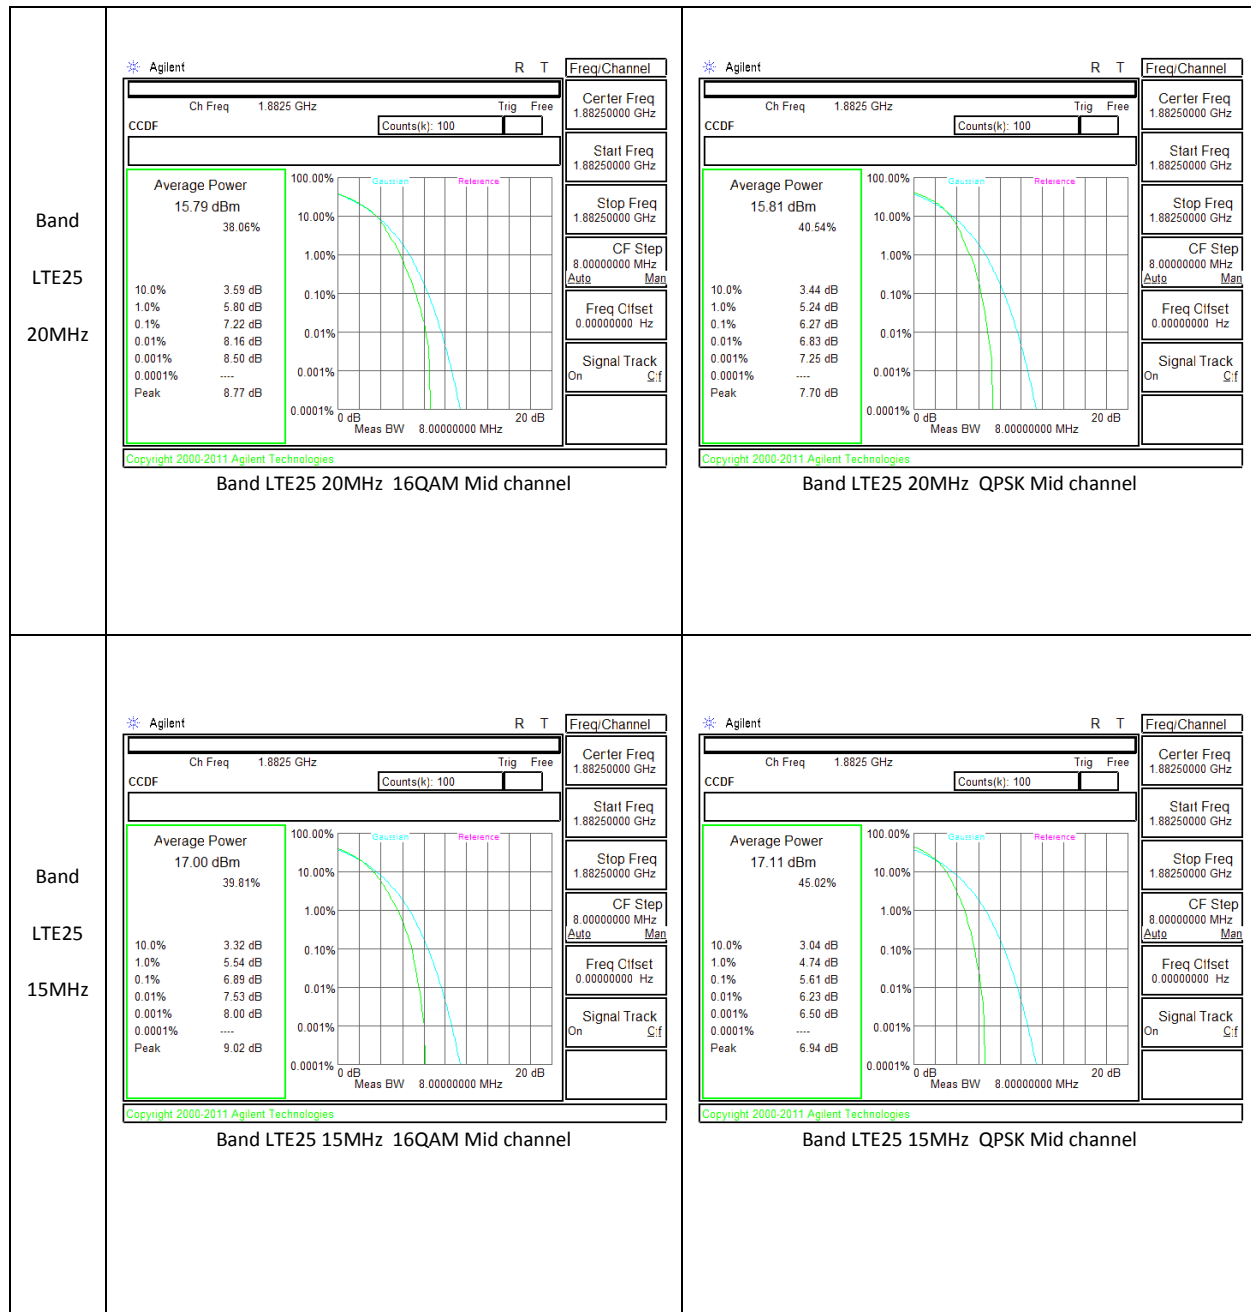 Band
LTE25
20MHz
Agilent R T Freq/Channel
Ch Freq 1.8825 GHz Trig Free
CCDF Counts(k): 100
Average Power
15.79 dBm
38.06%
10.0% 3.59 dB
1.0% 5.80 dB
0.1% 7.22 dB
0.01% 8.16 dB
0.001% 8.50 dB
0.0001% ----
Peak 8.77 dB
100.00% Gaussian Reference
10.00%
1.00%
0.10%
0.01%
0.001%
0.0001%
0 dB 20 dB
Meas BW 8.00000000 MHz
Center Freq
1.88250000 GHz
Start Freq
1.88250000 GHz
Stop Freq
1.88250000 GHz
CF Step
8.00000000 MHz
Auto Man
Freq Offset
0.00000000 Hz
Signal Track
On Off
Copyright 2000-2011 Agilent Technologies
Band LTE25 20MHz 16QAM Mid channel
Agilent R T Freq/Channel
Ch Freq 1.8825 GHz Trig Free
CCDF Counts(k): 100
Average Power
15.81 dBm
40.54%
10.0% 3.44 dB
1.0% 5.24 dB
0.1% 6.27 dB
0.01% 6.83 dB
0.001% 7.25 dB
0.0001% ----
Peak 7.70 dB
100.00% Gaussian Reference
10.00%
1.00%
0.10%
0.01%
0.001%
0.0001%
0 dB 20 dB
Meas BW 8.00000000 MHz
Center Freq
1.88250000 GHz
Start Freq
1.88250000 GHz
Stop Freq
1.88250000 GHz
CF Step
8.00000000 MHz
Auto Man
Freq Offset
0.00000000 Hz
Signal Track
On Off
Copyright 2000-2011 Agilent Technologies
Band LTE25 20MHz QPSK Mid channel
Band
LTE25
15MHz
Agilent R T Freq/Channel
Ch Freq 1.8825 GHz Trig Free
CCDF Counts(k): 100
Average Power
17.00 dBm
39.81%
10.0% 3.32 dB
1.0% 5.54 dB
0.1% 6.89 dB
0.01% 7.53 dB
0.001% 8.00 dB
0.0001% ----
Peak 9.02 dB
100.00% Gaussian Reference
10.00%
1.00%
0.10%
0.01%
0.001%
0.0001%
0 dB 20 dB
Meas BW 8.00000000 MHz
Center Freq
1.88250000 GHz
Start Freq
1.88250000 GHz
Stop Freq
1.88250000 GHz
CF Step
8.00000000 MHz
Auto Man
Freq Offset
0.00000000 Hz
Signal Track
On Off
Copyright 2000-2011 Agilent Technologies
Band LTE25 15MHz 16QAM Mid channel
Agilent R T Freq/Channel
Ch Freq 1.8825 GHz Trig Free
CCDF Counts(k): 100
Average Power
17.11 dBm
45.02%
10.0% 3.04 dB
1.0% 4.74 dB
0.1% 5.61 dB
0.01% 6.23 dB
0.001% 6.50 dB
0.0001% ----
Peak 6.94 dB
100.00% Gaussian Reference
10.00%
1.00%
0.10%
0.01%
0.001%
0.0001%
0 dB 20 dB
Meas BW 8.00000000 MHz
Center Freq
1.88250000 GHz
Start Freq
1.88250000 GHz
Stop Freq
1.88250000 GHz
CF Step
8.00000000 MHz
Auto Man
Freq Offset
0.00000000 Hz
Signal Track
On Off
Copyright 2000-2011 Agilent Technologies
Band LTE25 15MHz QPSK Mid channel